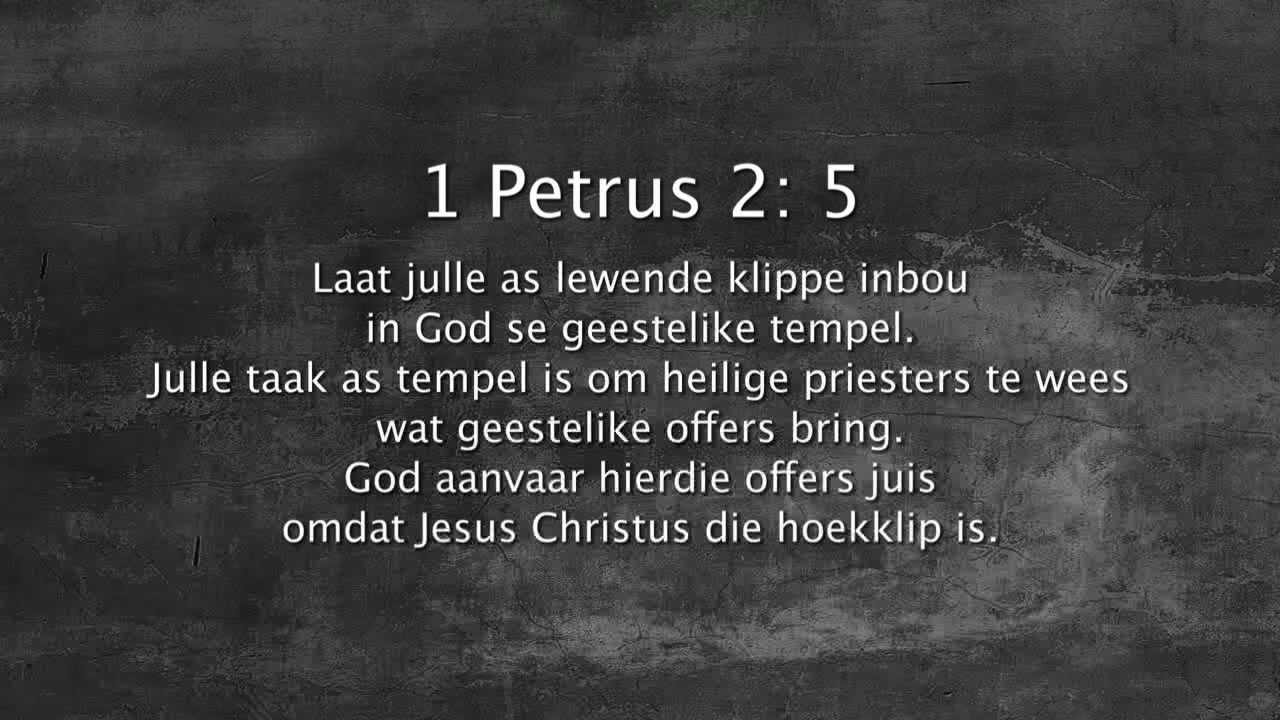 1 Petrus 2: 5
Laat julle as lewende klippe inbou
in God se geestelike tempel.
Julle taak as tempel is om heilige priesters te wees
wat geestelike offers bring.
God aanvaar hierdie offers juis
omdat Jesus Christus die hoekklip is.